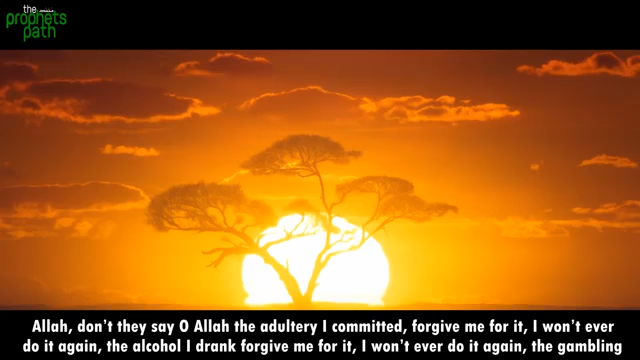 the
prophets
path
Allah, don't they say O Allah the adultery I committed, forgive me for it, I won't ever
do it again, the alcohol I drank forgive me for it, I won't ever do it again, the gambling